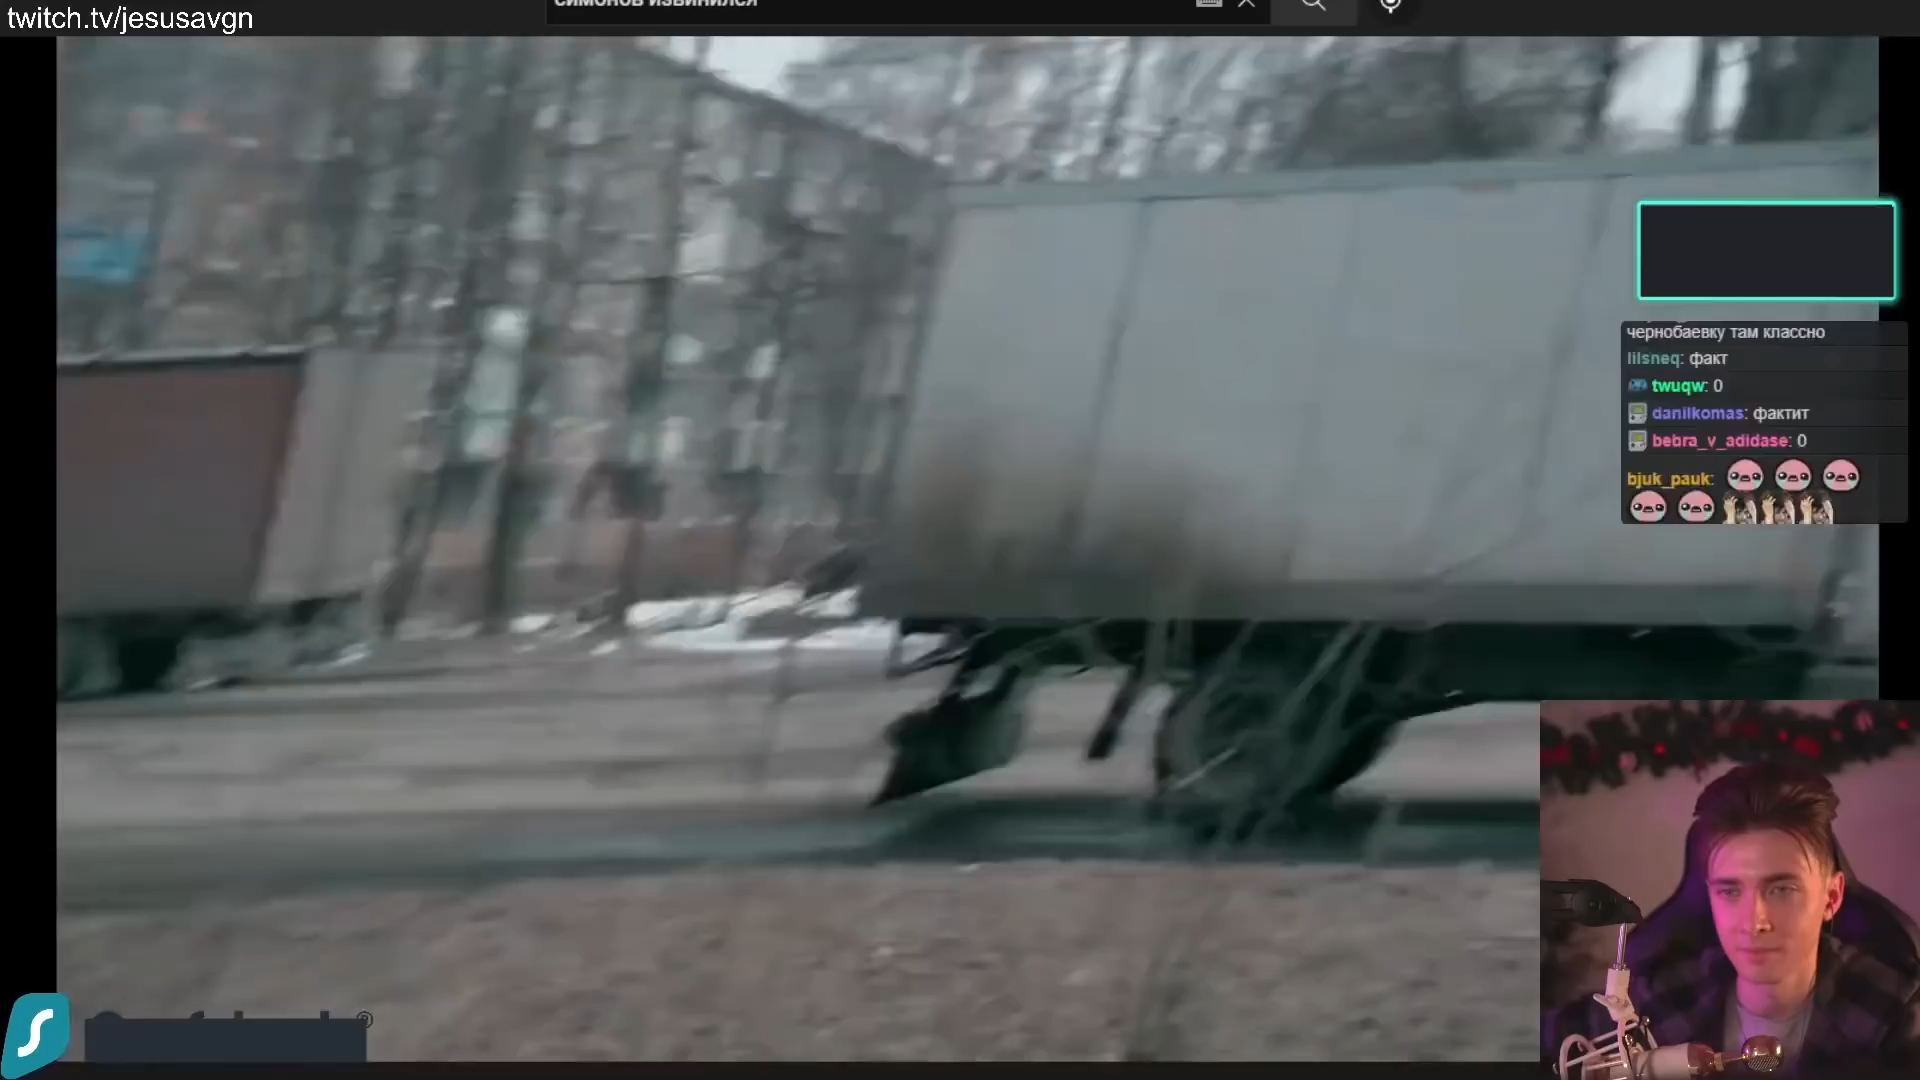 twitch.tv/jesusavgn
симонов извинился
чернобаевку там классно
lilsneq: факт
twuqw: 0
danilkomas: фактит
bebra_v_adidase: 0
bjuk_pauk: